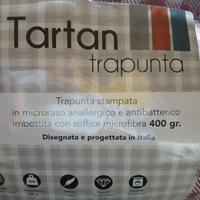 Tartan
trapunta
Trapunta stampata
in microraso anallergico e antibatterico
imbottita con soffice microfibra 400 gr.
Disegnata e progettata in Italia